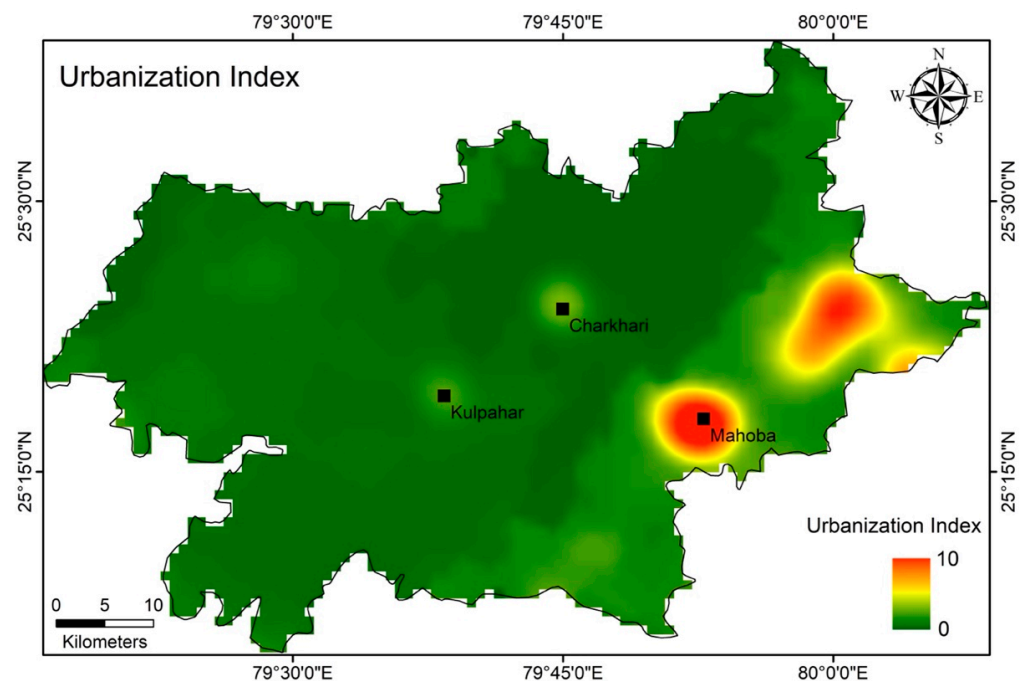 79°30'0"E
79°45'0"E
80°0'0"E
Urbanization Index
N
W
E
S
25°30'0"N
25°30'0"N
Charkhari
Kulpahar
Mahoba
25°15'0"N
25°15'0"N
Urbanization Index
10
0
0 5 10
Kilometers
79°30'0"E
79°45'0"E
80°0'0"E